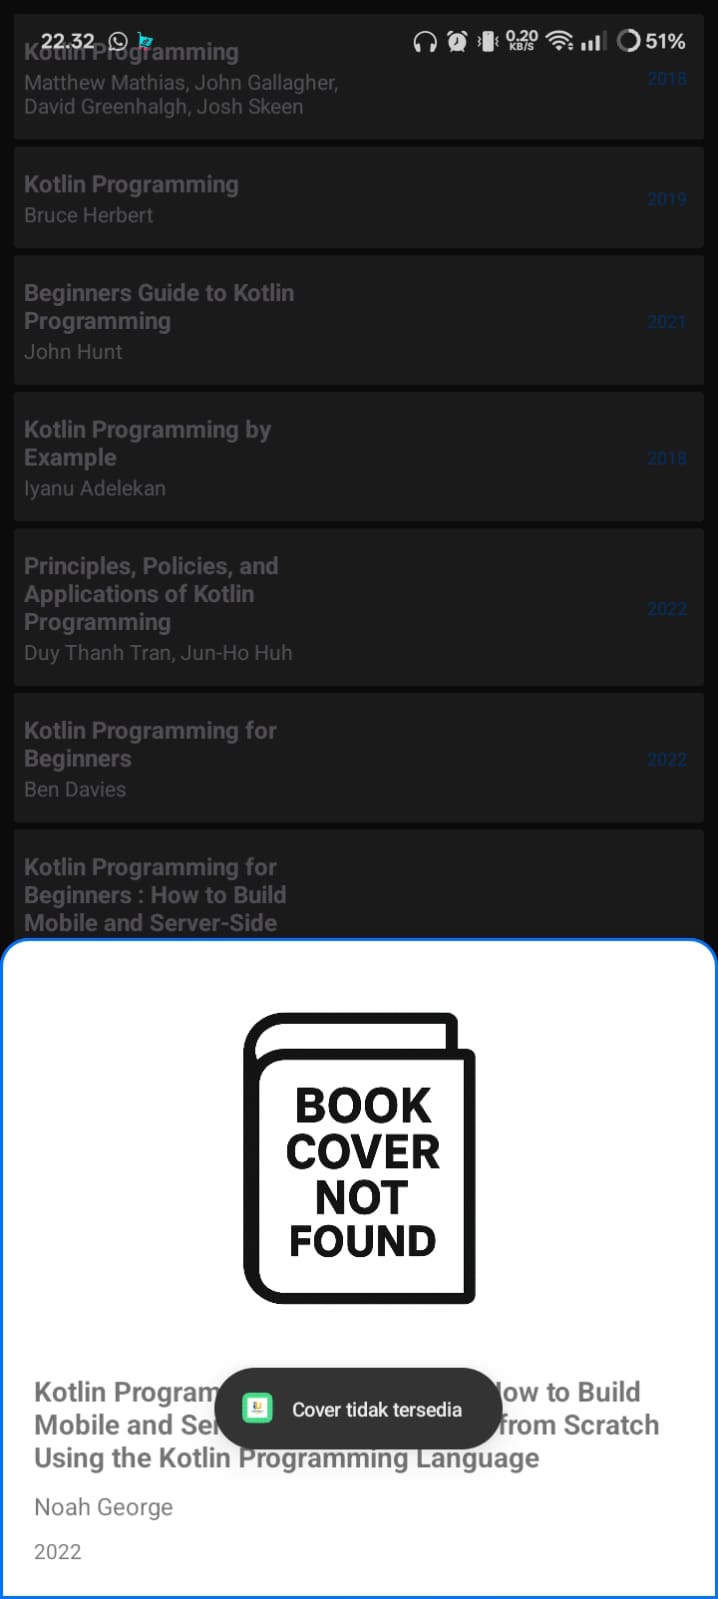 22.32
0.20
KB/S
51%
Kotlin Programming
Matthew Mathias, John Gallagher,
David Greenhalgh, Josh Skeen
2018
Kotlin Programming
Bruce Herbert
2019
Beginners Guide to Kotlin
Programming
John Hunt
2021
Kotlin Programming by
Example
Iyanu Adelekan
2018
Principles, Policies, and
Applications of Kotlin
Programming
Duy Thanh Tran, Jun-Ho Huh
2022
Kotlin Programming for
Beginners
Ben Davies
2022
Kotlin Programming for
Beginners : How to Build
Mobile and Server-Side
BOOK
COVER
NOT
FOUND
Kotlin Program How to Build
Mobile and Ser from Scratch
Using the Kotlin Programming Language
Cover tidak tersedia
Noah George
2022